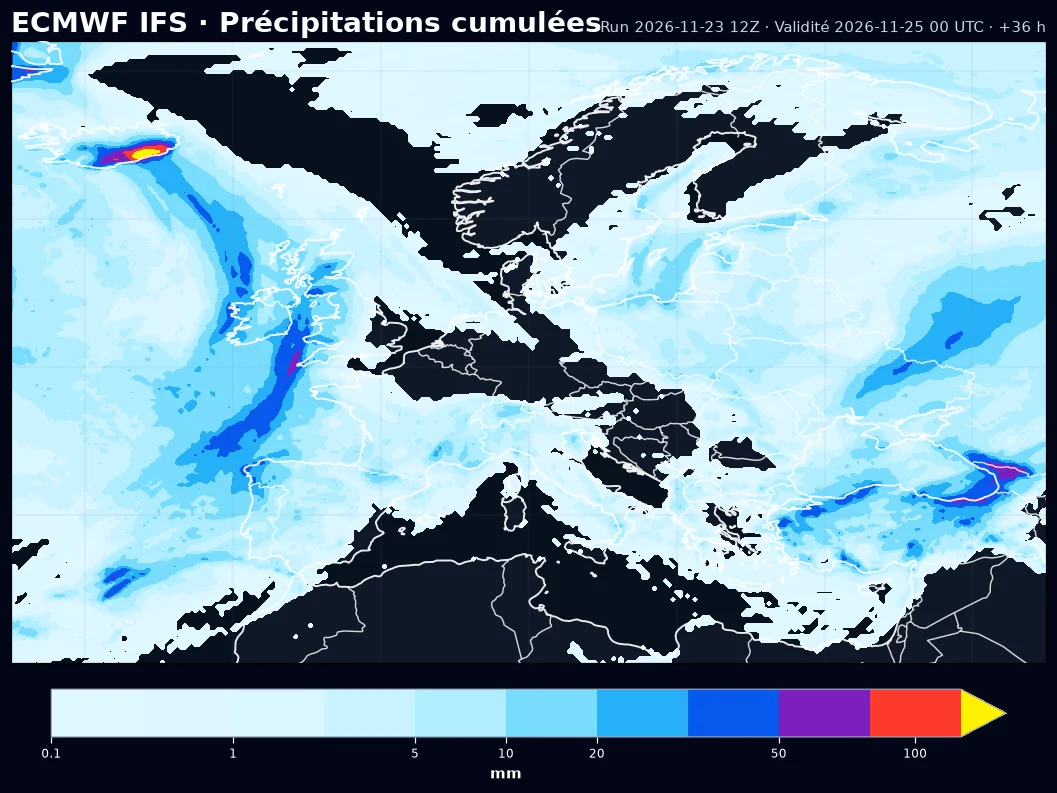 ECMWF IFS · Précipitations cumulées
Run 2026-11-23 12Z · Validité 2026-11-25 00 UTC · +36 h
0.1 1 5 10 20 50 100
mm